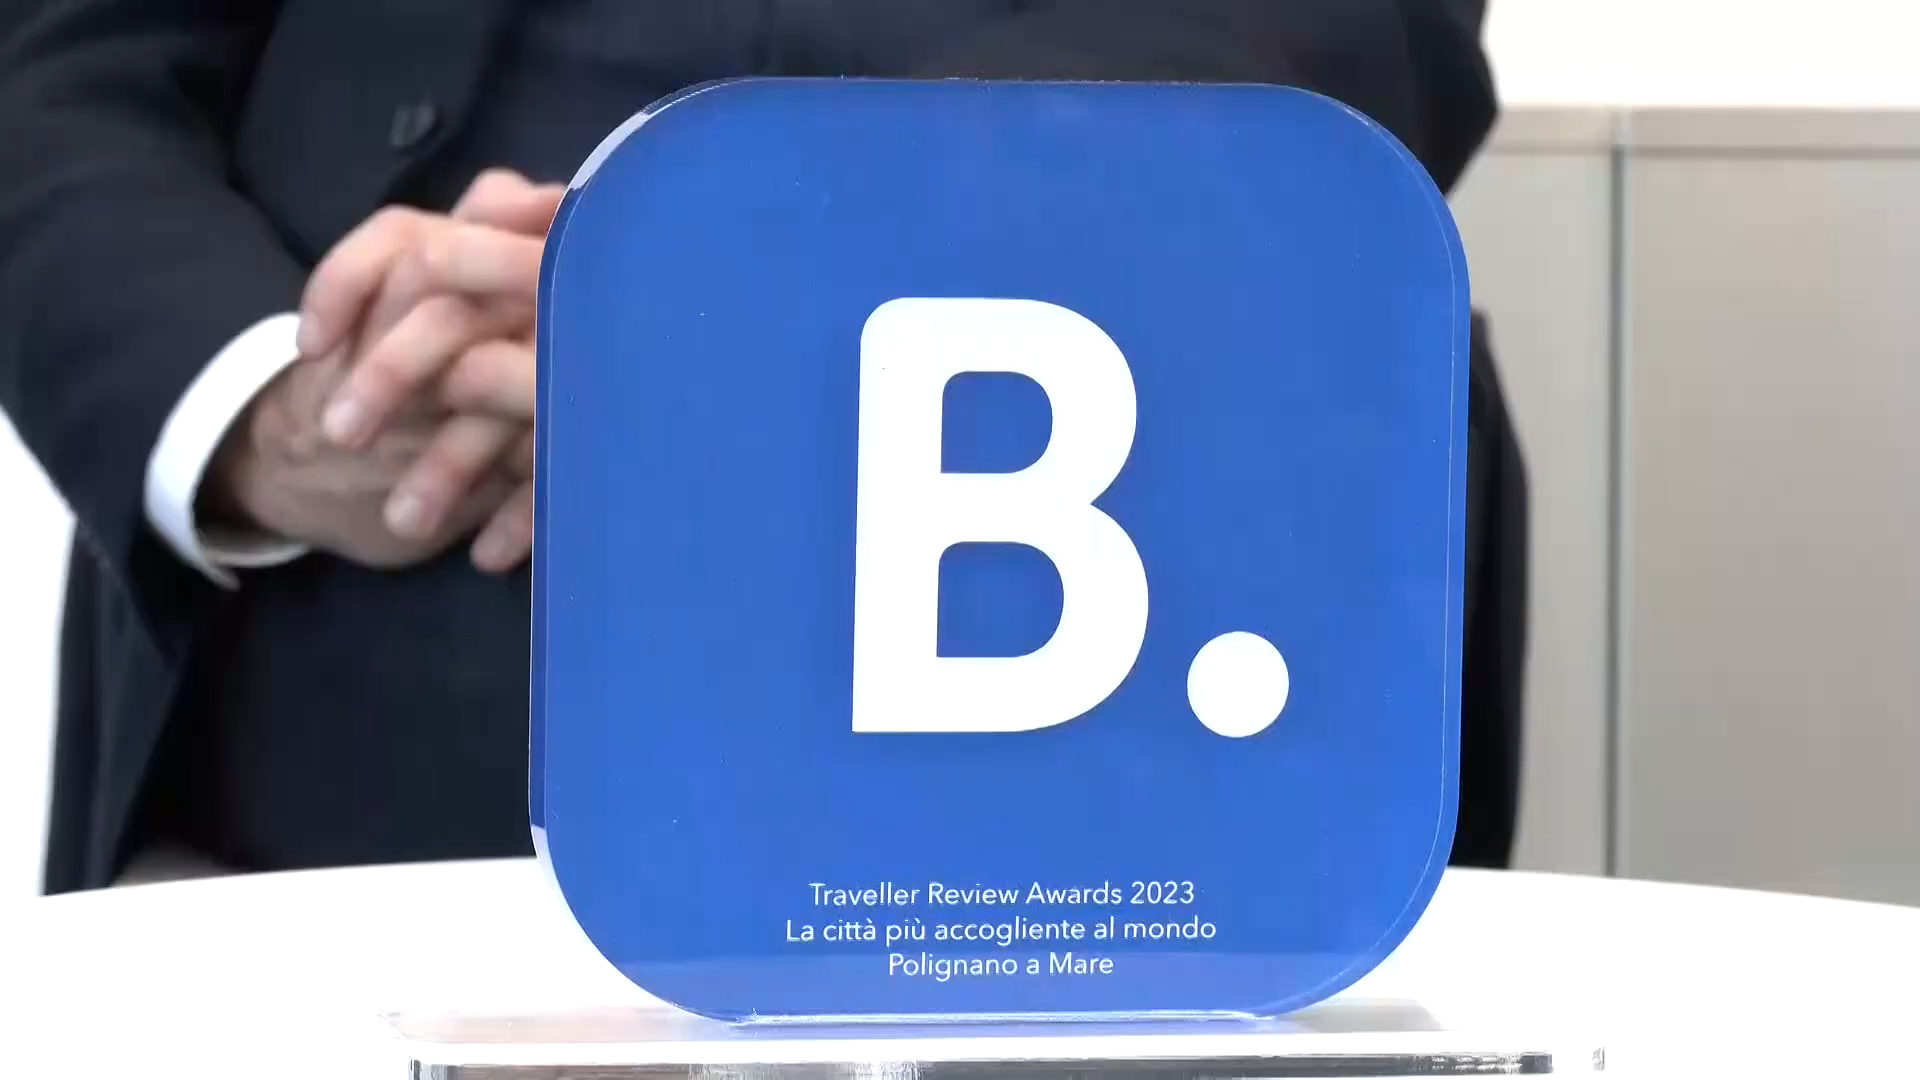 B.
Traveller Review Awards 2023
La città più accogliente al mondo
Polignano a Mare